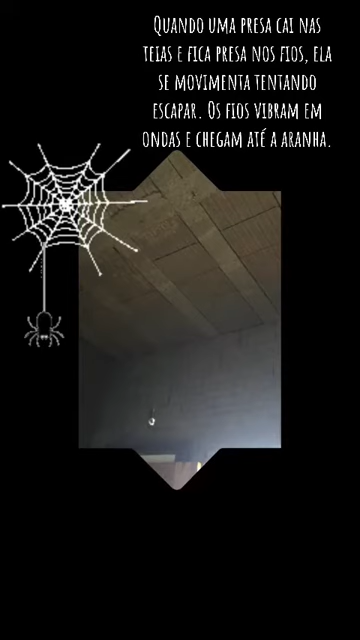 Quando uma presa cai nas
teias e fica presa nos fios, ela
se movimenta tentando
escapar. Os fios vibram em
ondas e chegam até a aranha.